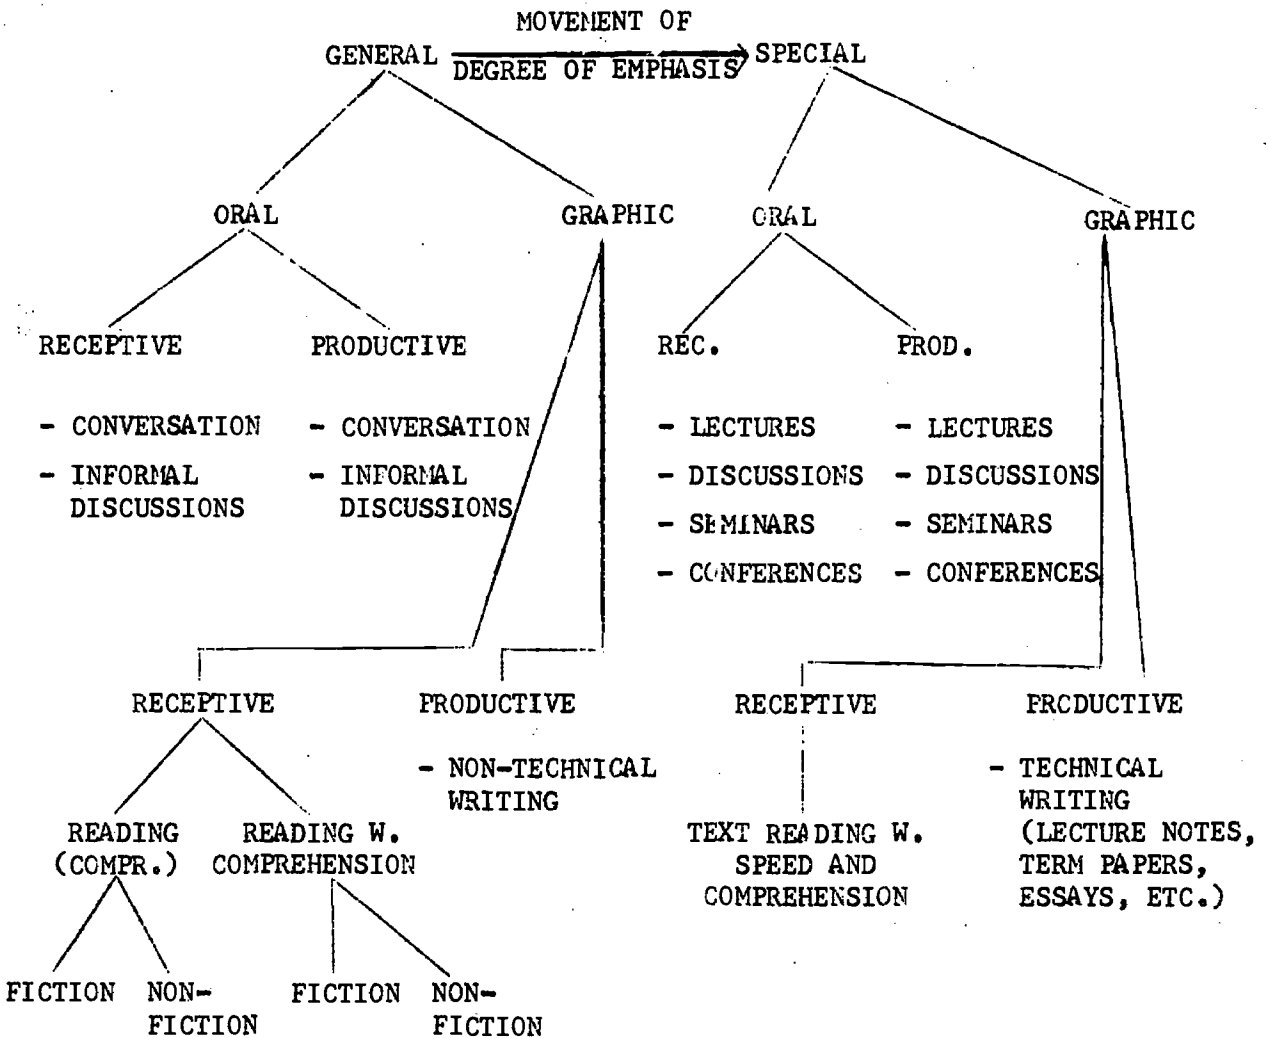 MOVEMENT OF
GENERAL SPECIAL
DEGREE OF EMPHASIS
ORAL GRAPHIC ORAL GRAPHIC
RECEPTIVE PRODUCTIVE REC. PROD.
- CONVERSATION - CONVERSATION - LECTURES - LECTURES
- INFORMAL - INFORMAL - DISCUSSIONS - DISCUSSIONS
DISCUSSIONS DISCUSSIONS
- SEMINARS - SEMINARS
- CONFERENCES - CONFERENCES
RECEPTIVE PRODUCTIVE RECEPTIVE PRODUCTIVE
- NON-TECHNICAL - TECHNICAL
WRITING WRITING
READING READING W. TEXT READING W. (LECTURE NOTES,
(COMPR.) COMPREHENSION SPEED AND TERM PAPERS,
COMPREHENSION ESSAYS, ETC.)
FICTION NON- FICTION NON-
FICTION FICTION